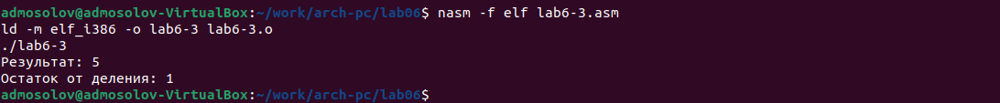 admosolov@admosolov-VirtualBox:~/work/arch-pc/lab06$ nasm -f elf lab6-3.asm
ld -m elf_i386 -o lab6-3 lab6-3.o
./lab6-3
Результат: 5
Остаток от деления: 1
admosolov@admosolov-VirtualBox:~/work/arch-pc/lab06$